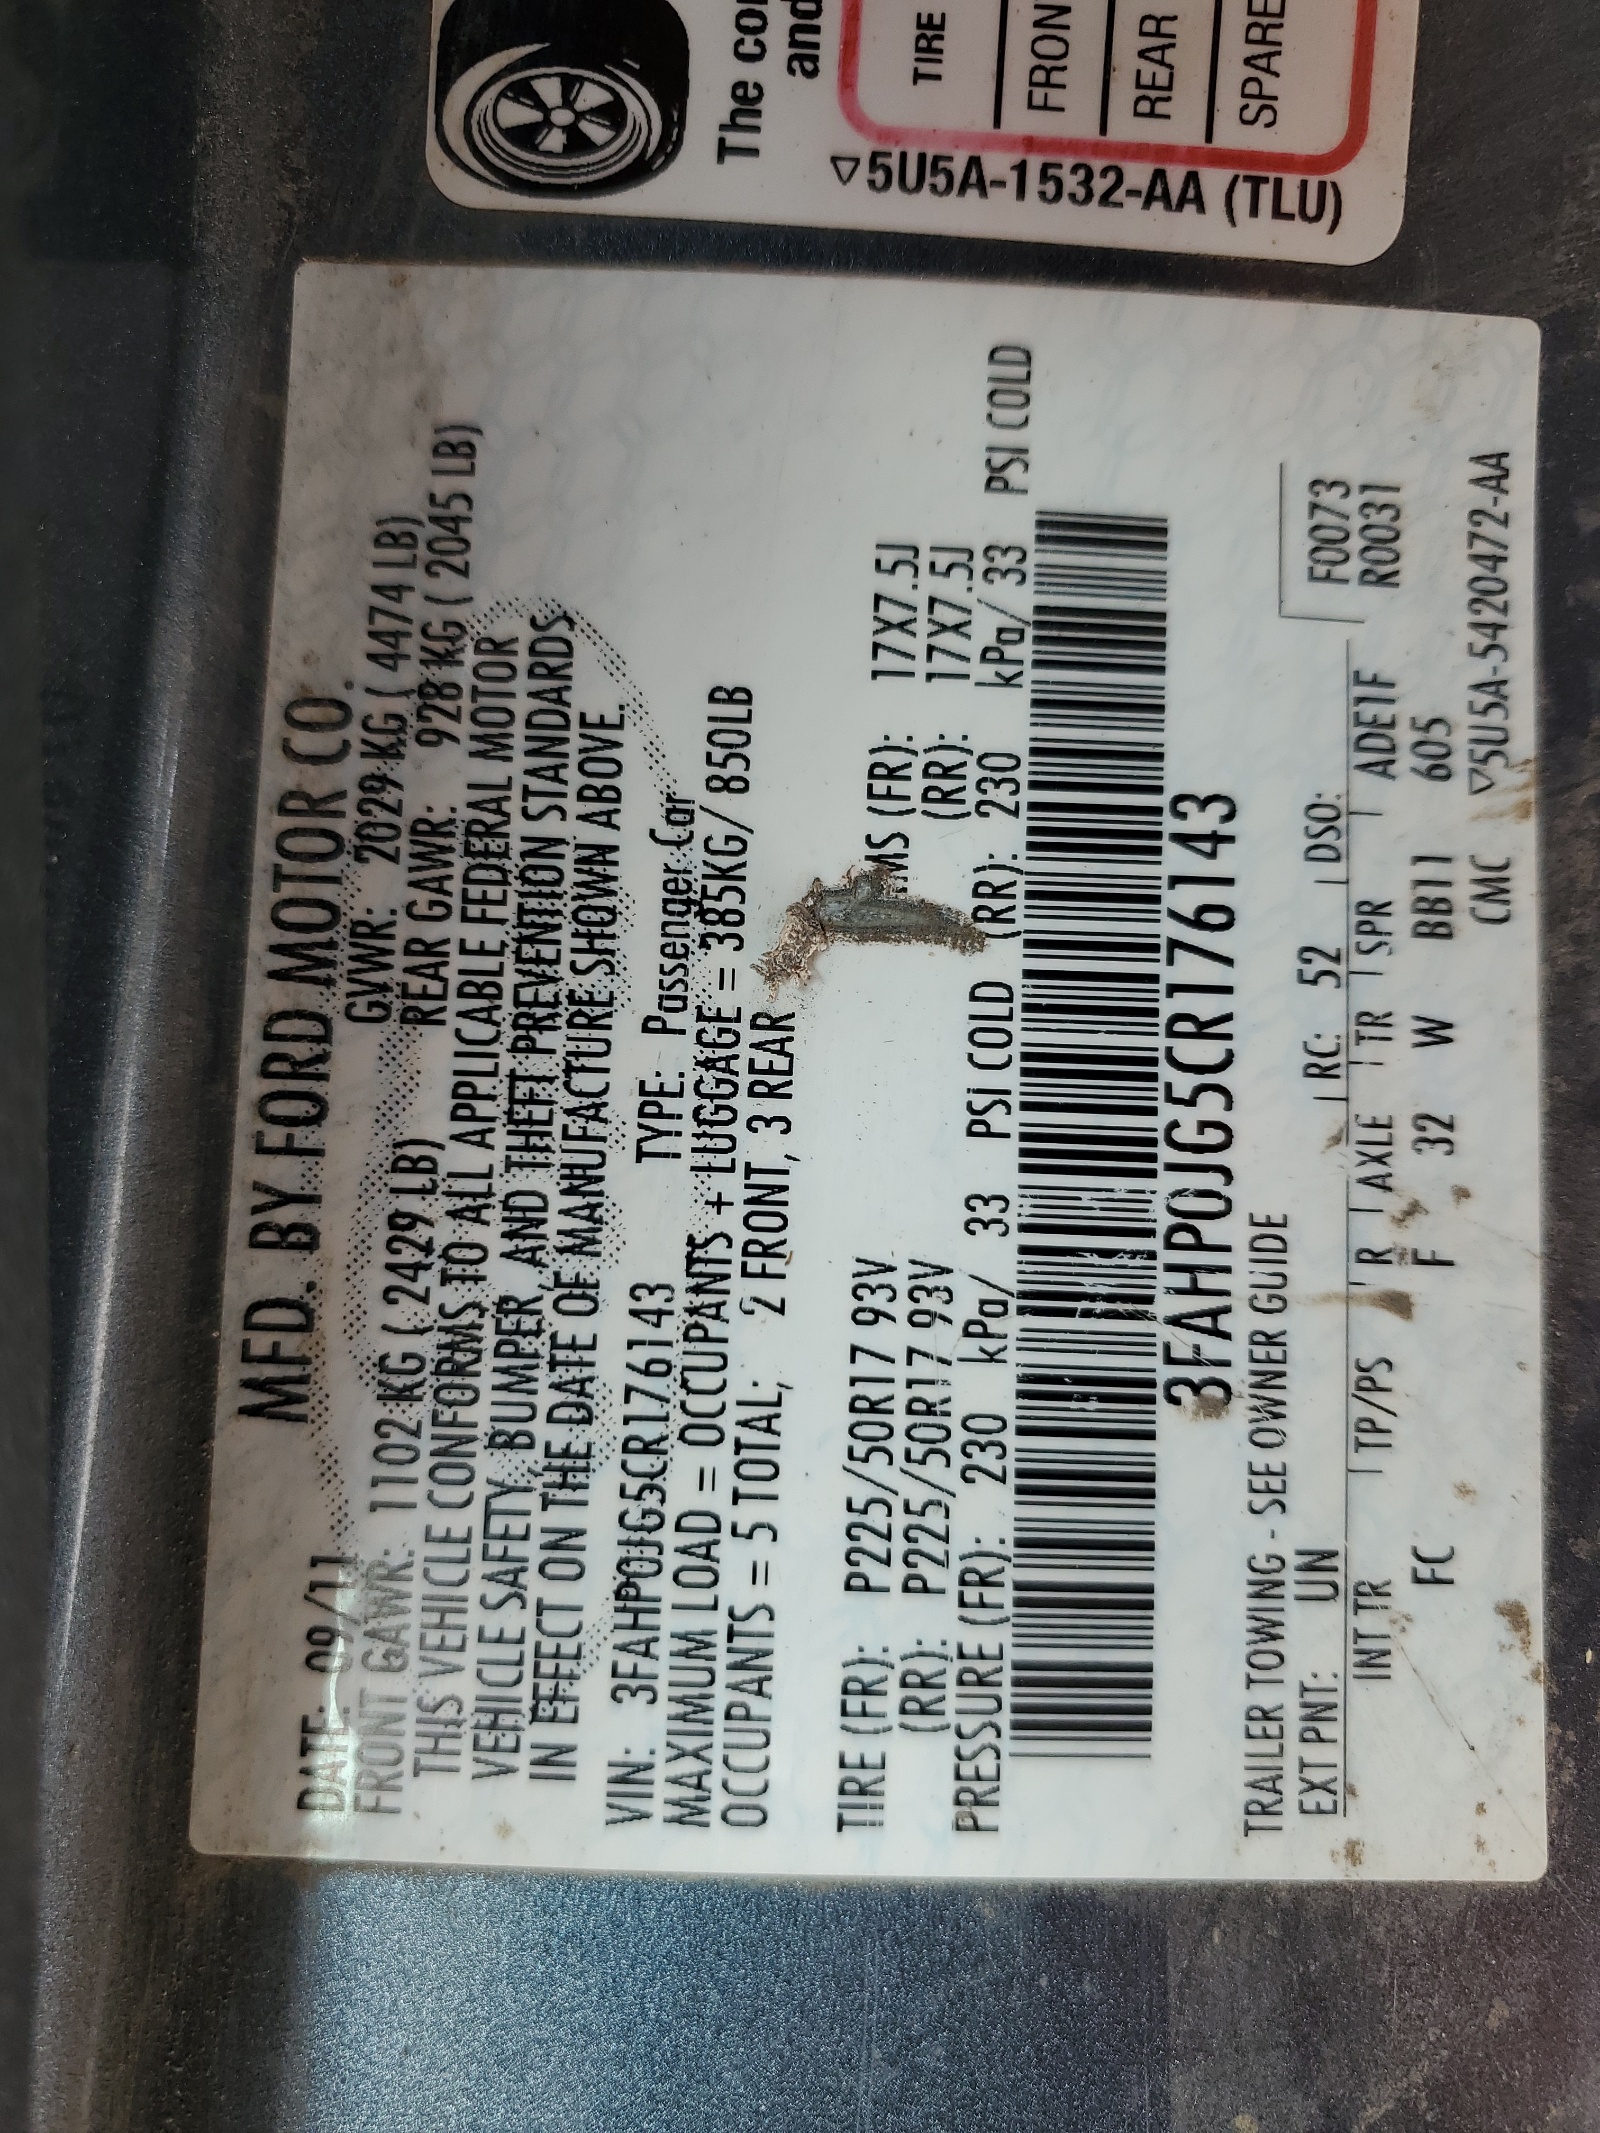 MFD. BY FORD MOTOR CO.
DATE: 09/11 GVWR: 2029 KG ( 4474 LB)
FRONT GAWR: 1102 KG ( 2429 LB) REAR GAWR: 928 KG ( 2045 LB)
THIS VEHICLE CONFORMS TO ALL APPLICABLE FEDERAL MOTOR
VEHICLE SAFETY, BUMPER, AND THEFT PREVENTION STANDARDS
IN EFFECT ON THE DATE OF MANUFACTURE SHOWN ABOVE.
VIN: 3FAHP0JG5CR176143 TYPE: Passenger Car
MAXIMUM LOAD = OCCUPANTS + LUGGAGE = 385KG/ 850LB
OCCUPANTS = 5 TOTAL; 2 FRONT, 3 REAR
TIRE (FR): P225/50R17 93V MS (FR): 17X7.5J
(RR): P225/50R17 93V (RR): 17X7.5J
PRESSURE (FR): 230 kPa/ 33 PSI COLD (RR): 230 kPa/ 33 PSI COLD
3FAHP0JG5CR176143
TRAILER TOWING - SEE OWNER GUIDE
F0073
R0031
EXT PNT: UN RC: 52 DSO:
INT TR TP/PS R AXLE TR SPR ADE1F
FC F 32 W BB11 605
CMC ▽5U5A-5420472-AA
The co
and
TIRE
FRON
REAR
SPARE
▽5U5A-1532-AA (TLU)